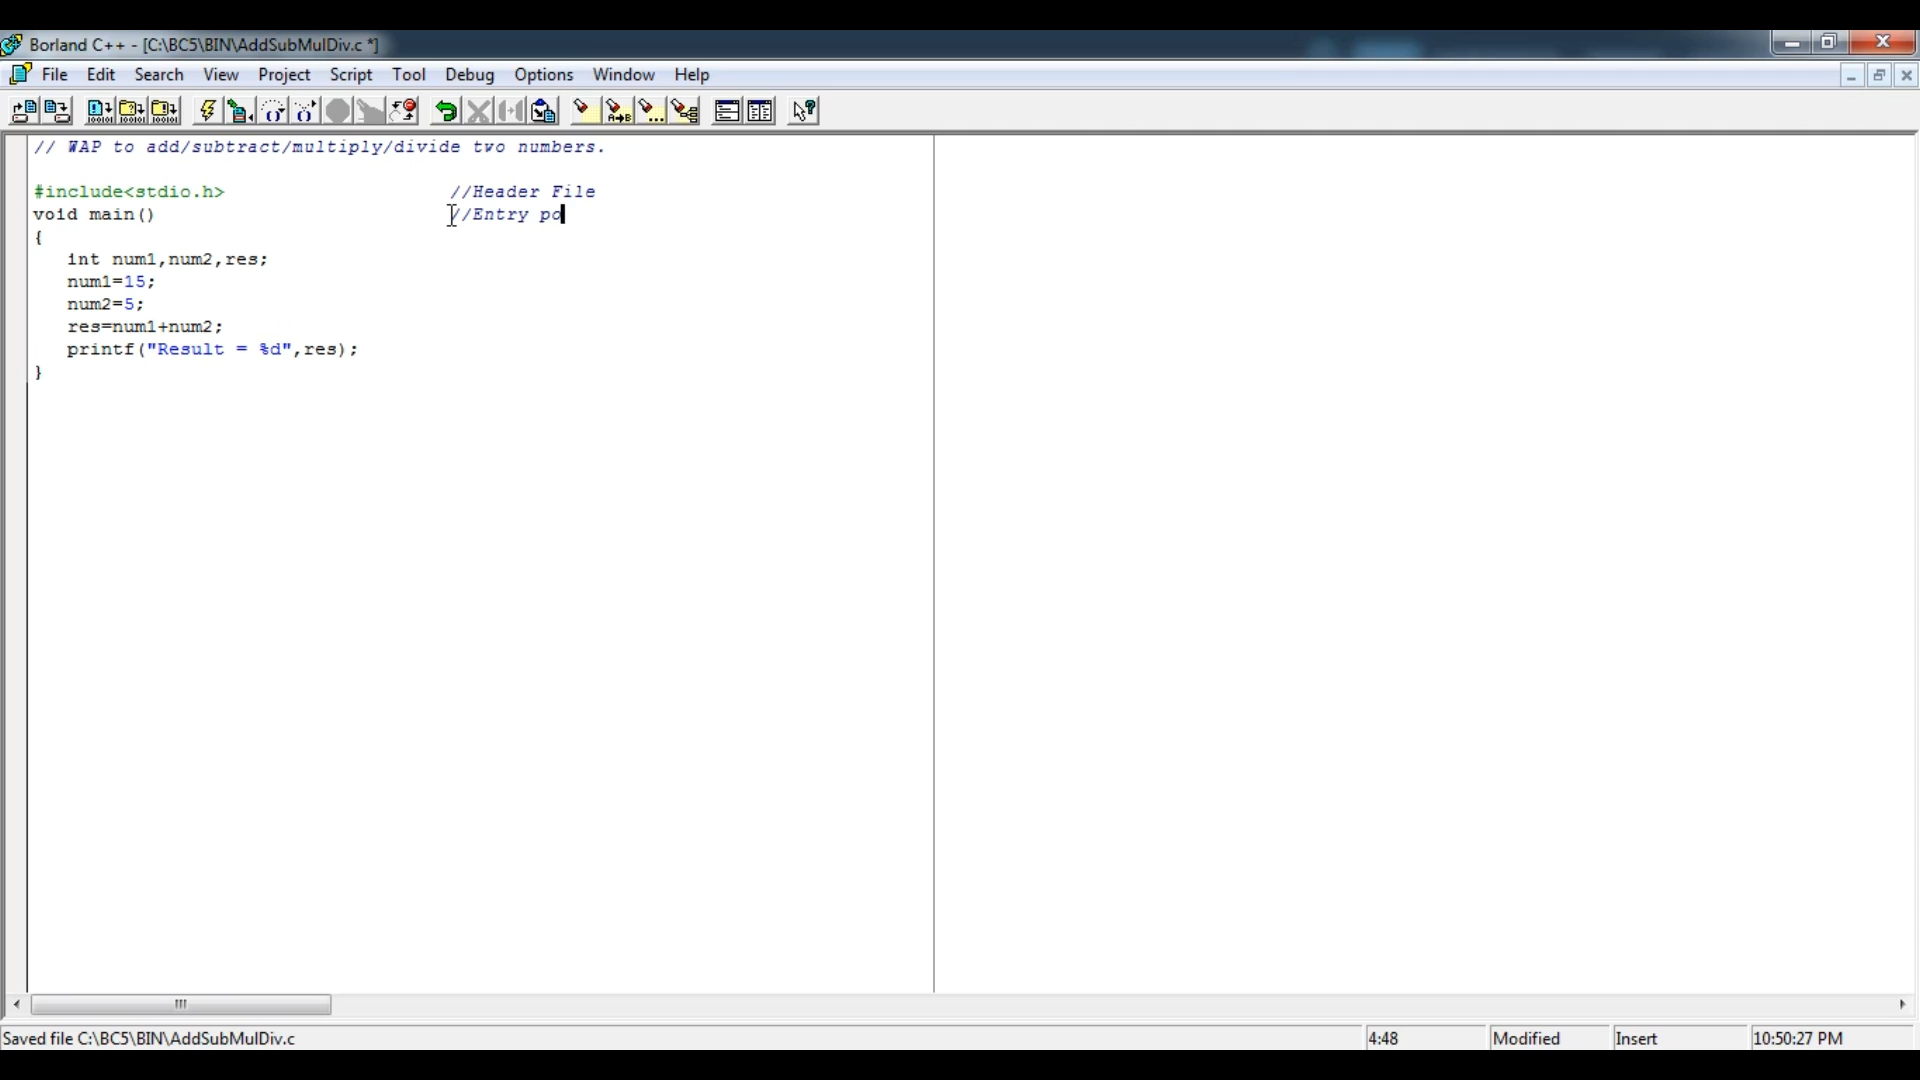 Borland C++ - [C:\BC5\BIN\AddSubMulDiv.c *]
File Edit Search View Project Script Tool Debug Options Window Help
// WAP to add/subtract/multiply/divide two numbers.
#include<stdio.h> //Header File
void main() //Entry po
{
int num1,num2,res;
num1=15;
num2=5;
res=num1+num2;
printf("Result = %d",res);
}
Saved file C:\BC5\BIN\AddSubMulDiv.c 4:48 Modified Insert 10:50:27 PM